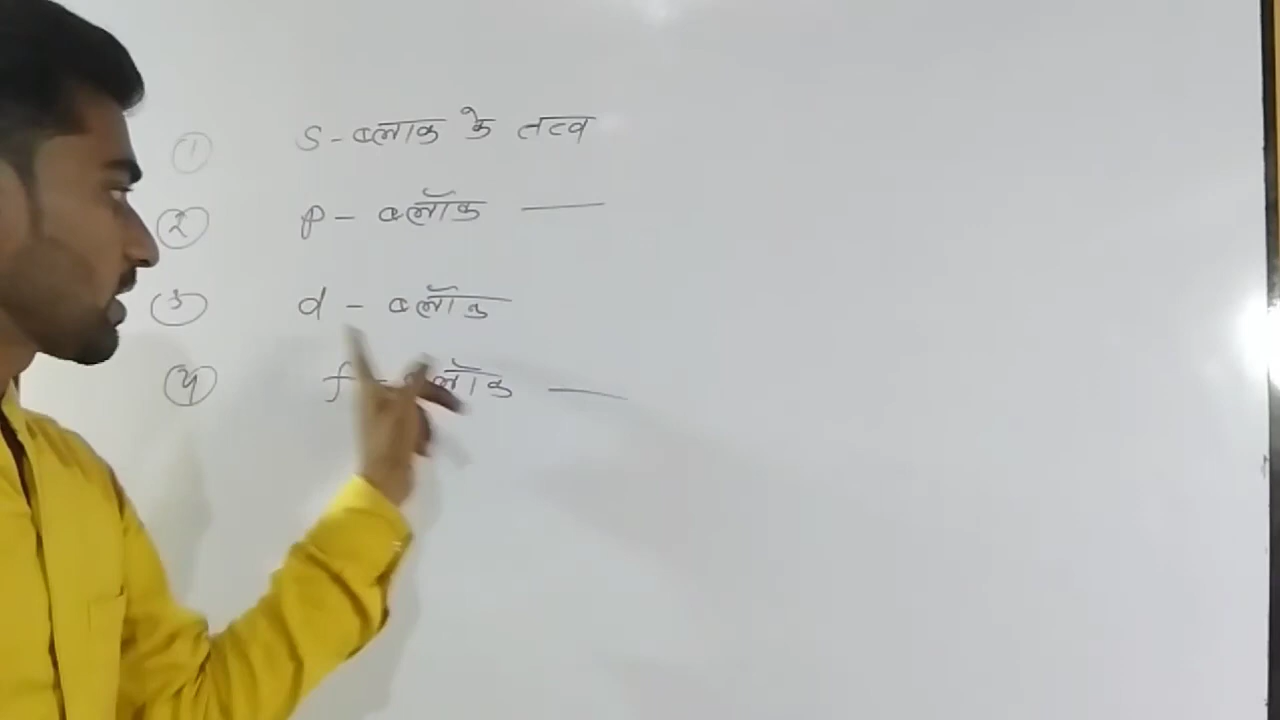 1 s-ब्लाक के तत्व
2 p - ब्लॉक
3 d - ब्लॉक
4 f - ब्लॉक